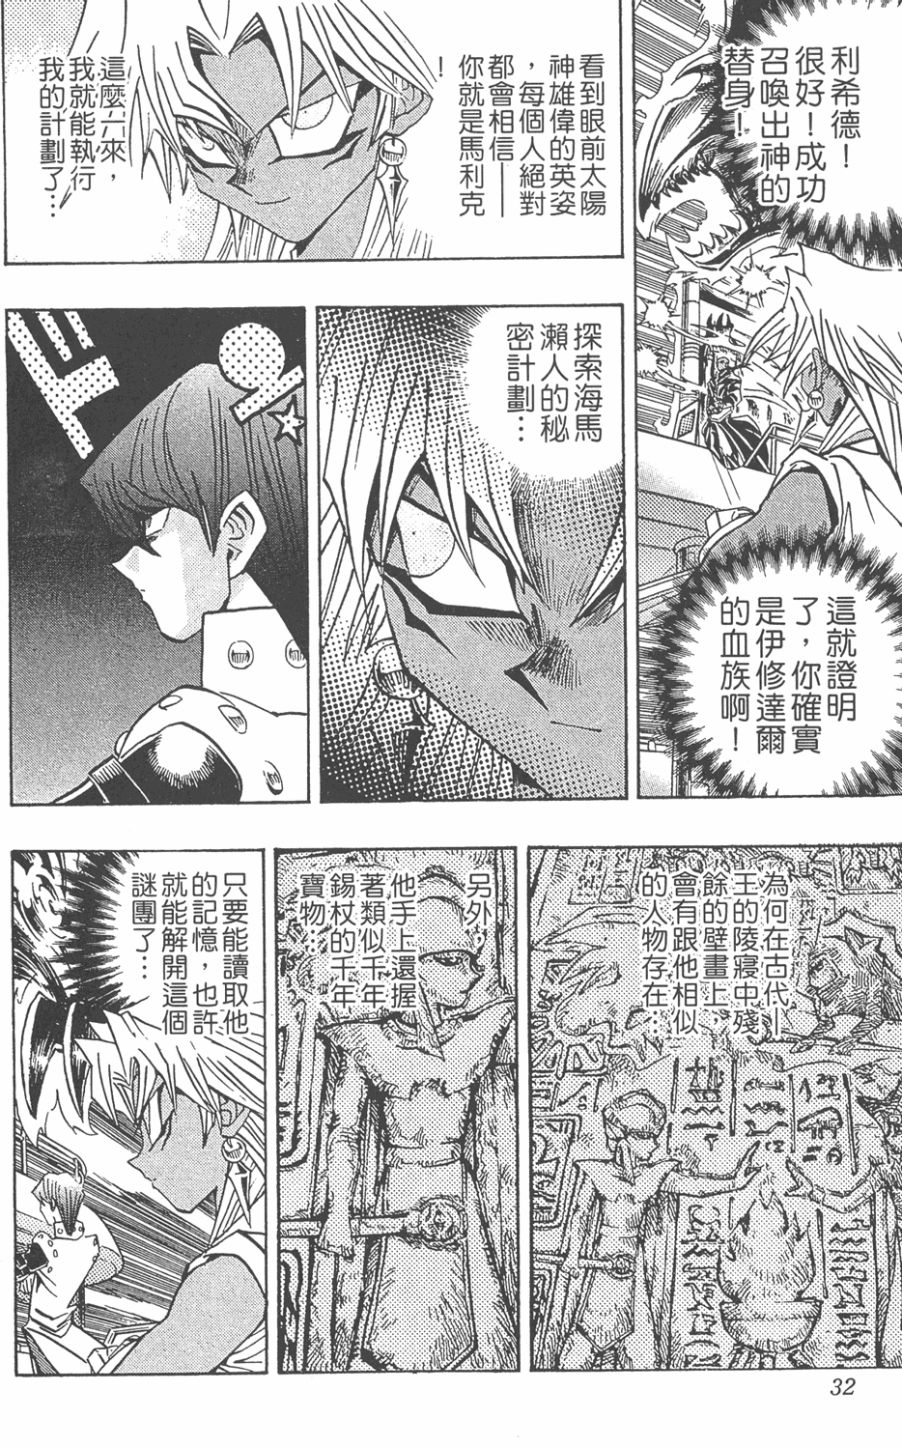 利希德！
很好！成功
召喚出神的
替身！
這就證明
了，你確實
是伊修達爾
的血族啊！
看到眼前太陽
神雄偉的英姿
，每個人絕對
都會相信——
你就是馬利克
！
這麼六來，
我就能執行
我的計劃了…
探索海馬
瀨人的秘
密計劃…
ド
為何在古代
王的陵寢中殘
餘的壁畫上，
會有跟他相似
的人物存在…
另外，
他手上還握
著類似千年
錫杖的千年
寶物…
只要能讀取他
的記憶，也許
就能解開這個
謎團了…
32